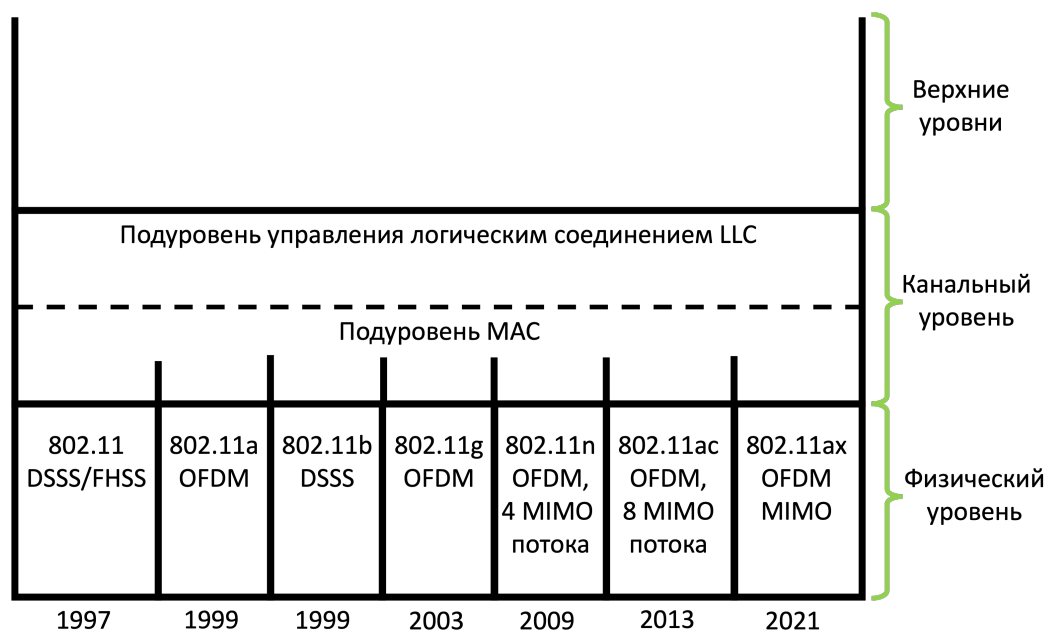 Верхние
уровни
Подуровень управления логическим соединением LLC
Канальный
уровень
Подуровень MAC
802.11
DSSS/FHSS
802.11a
OFDM
802.11b
DSSS
802.11g
OFDM
802.11n
OFDM,
4 MIMO
потока
802.11ac
OFDM,
8 MIMO
потока
802.11ax
OFDM
MIMO
Физический
уровень
1997
1999
1999
2003
2009
2013
2021